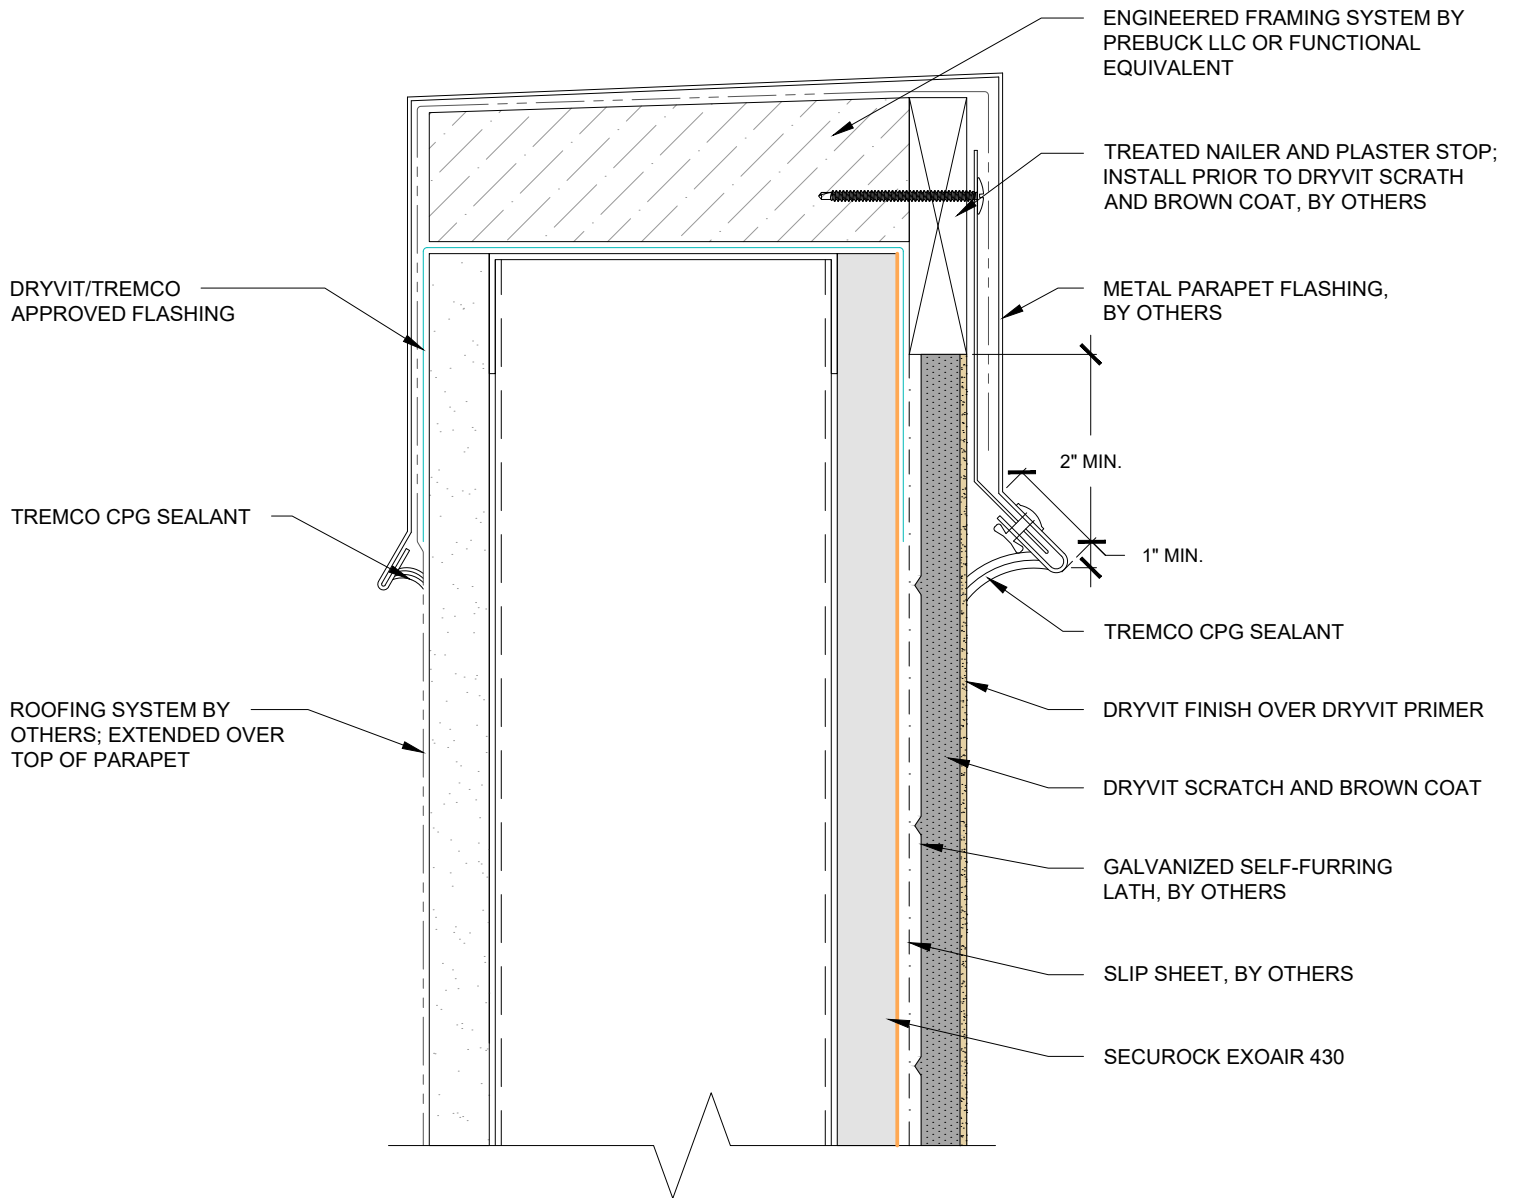 ENGINEERED FRAMING SYSTEM BY
PREBUCK LLC OR FUNCTIONAL
EQUIVALENT
TREATED NAILER AND PLASTER STOP;
INSTALL PRIOR TO DRYVIT SCRATH
AND BROWN COAT, BY OTHERS
DRYVIT/TREMCO
APPROVED FLASHING
METAL PARAPET FLASHING,
BY OTHERS
2" MIN.
TREMCO CPG SEALANT
1" MIN.
TREMCO CPG SEALANT
ROOFING SYSTEM BY
OTHERS; EXTENDED OVER
TOP OF PARAPET
DRYVIT FINISH OVER DRYVIT PRIMER
DRYVIT SCRATCH AND BROWN COAT
GALVANIZED SELF-FURRING
LATH, BY OTHERS
SLIP SHEET, BY OTHERS
SECUROCK EXOAIR 430